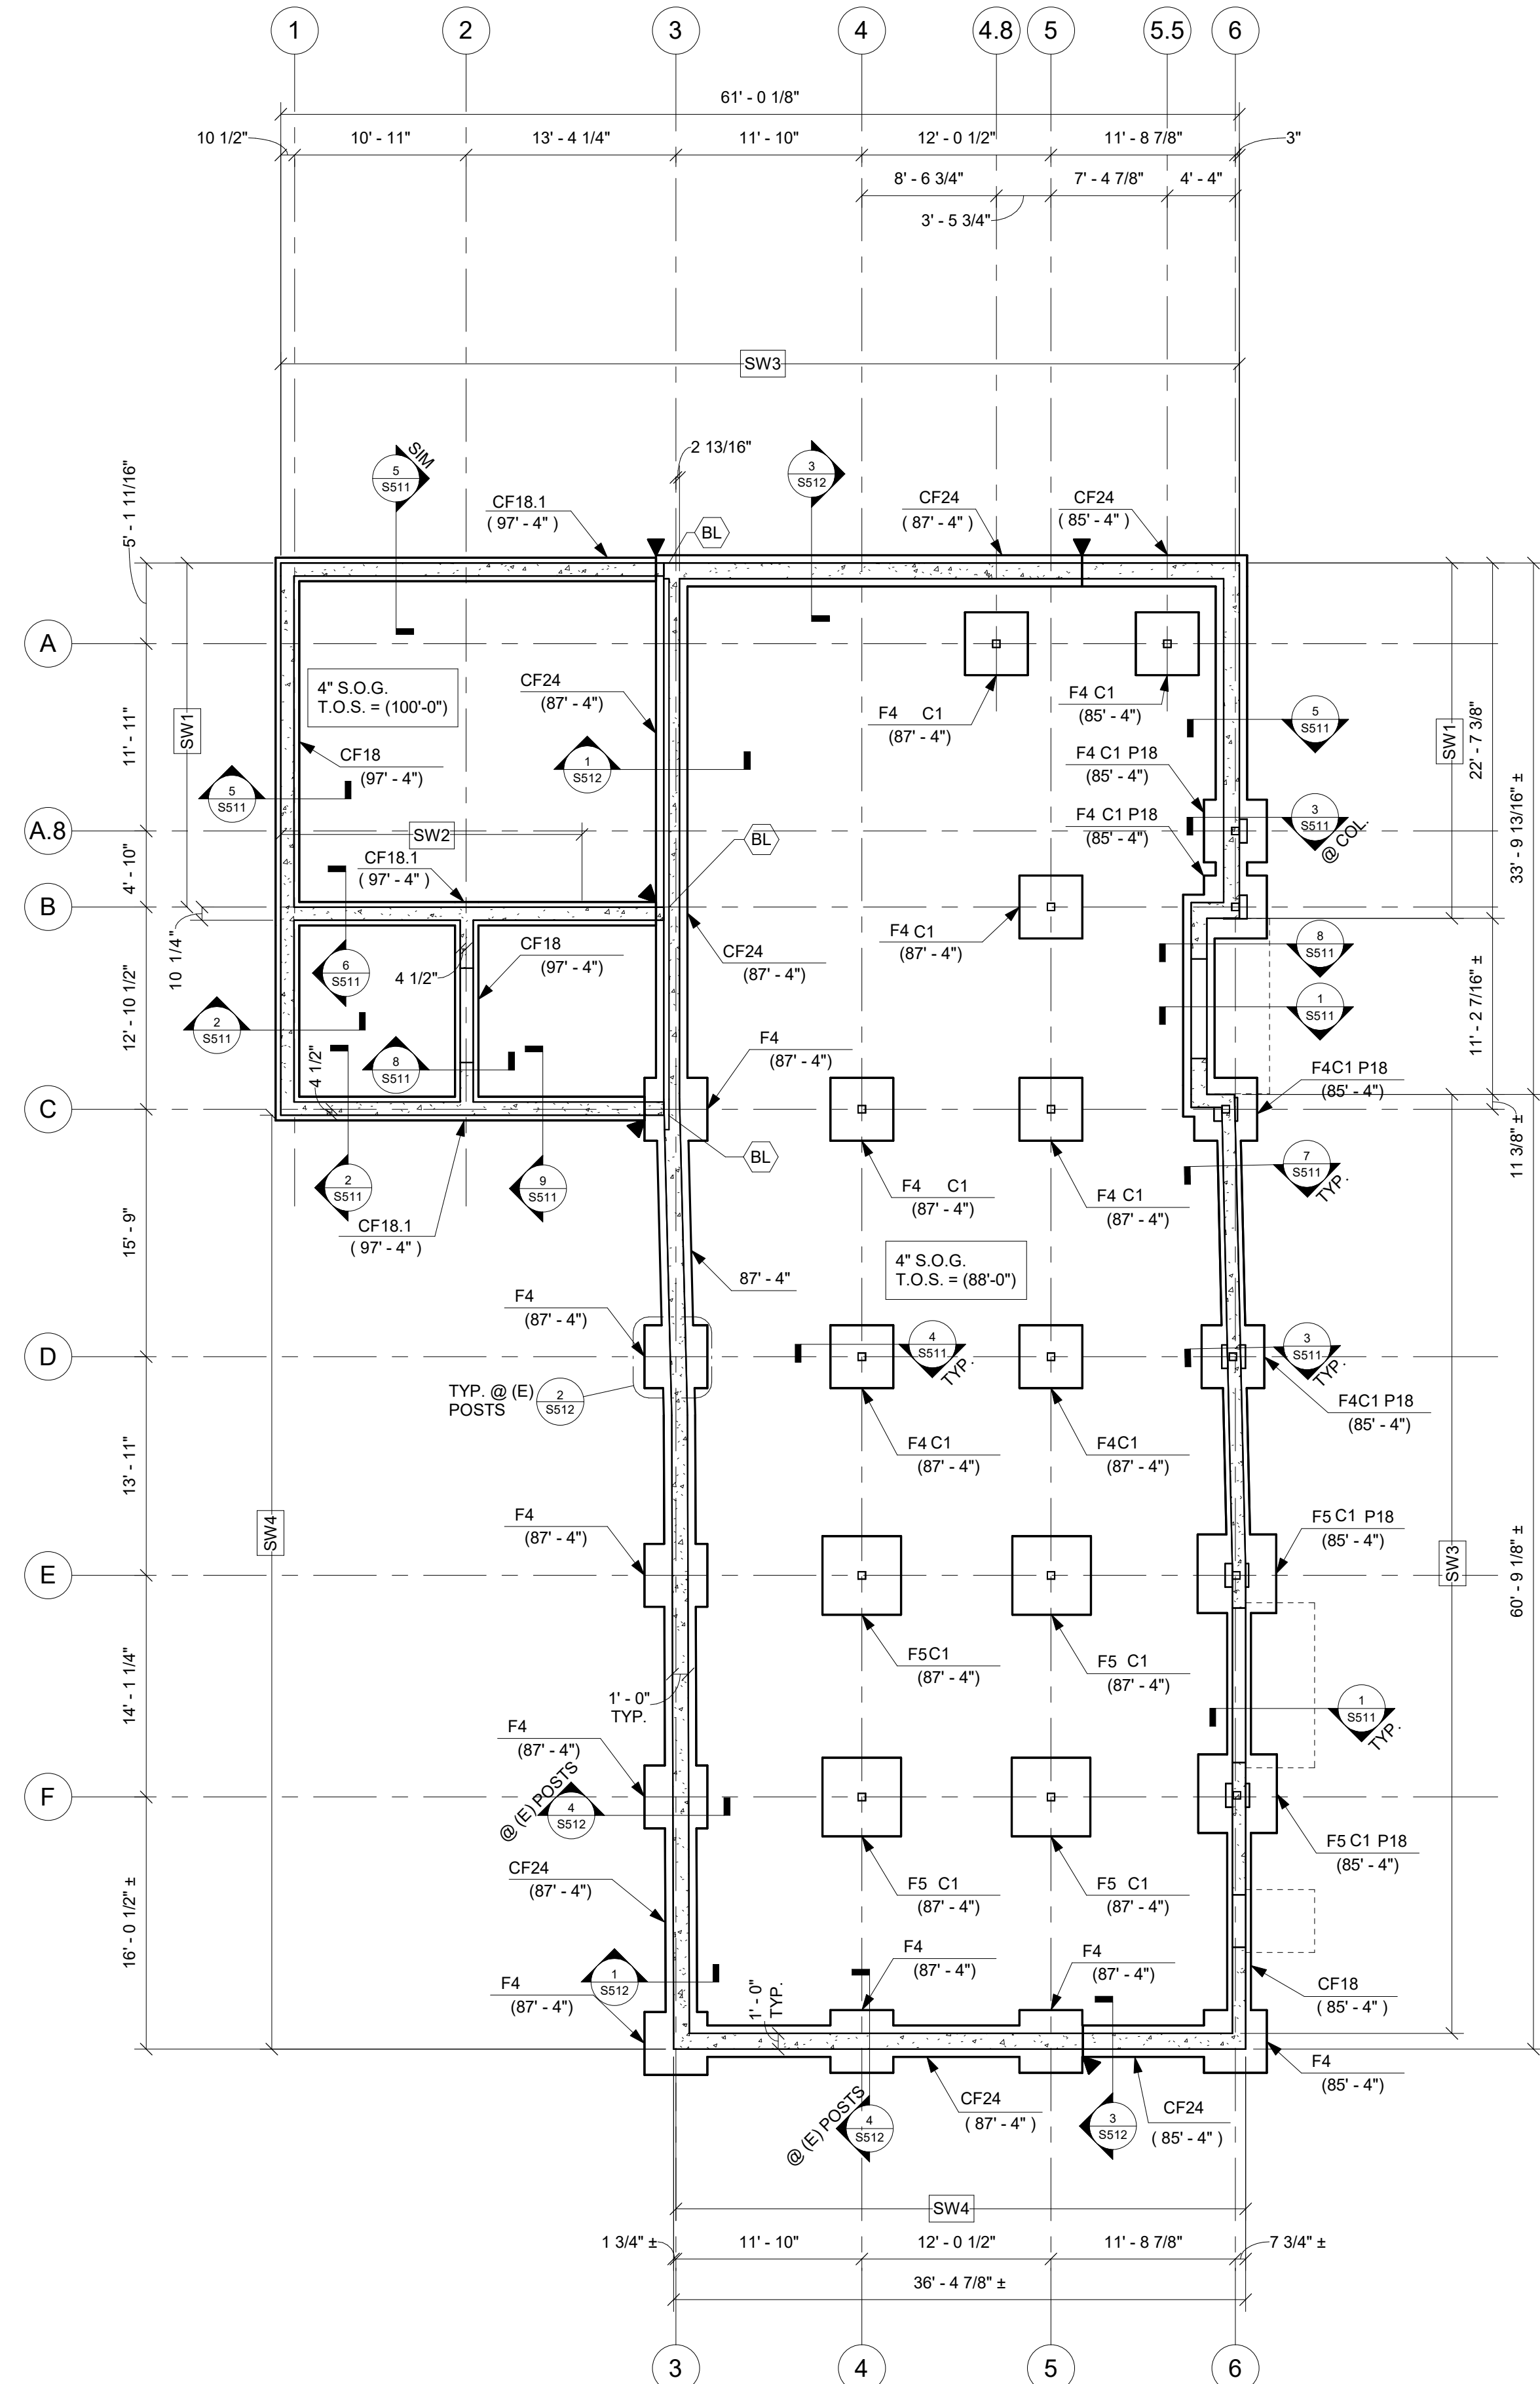 1 2 3 4 4.8 5 5.5 6
61' - 0 1/8"
10 1/2" 10' - 11" 13' - 4 1/4" 11' - 10" 12' - 0 1/2" 11' - 8 7/8" 3"
8' - 6 3/4" 7' - 4 7/8" 4' - 4"
3' - 5 3/4"
SW3
2 13/16"
5
S511
SIM
3
S512
CF18.1
( 97' - 4" )
CF24
( 87' - 4" )
CF24
( 85' - 4" )
BL
5' - 1 11/16"
A
4" S.O.G.
T.O.S. = (100'-0")
CF24
(87' - 4")
F4 C1
(87' - 4")
F4 C1
(85' - 4")
5
S511
SW1
SW1
22' - 7 3/8"
11' - 11"
CF18
(97' - 4")
1
S512
F4 C1 P18
(85' - 4")
5
S511
F4 C1 P18
(85' - 4")
3
S511
@ COL.
33' - 9 13/16" ±
A.8
SW2
BL
4' - 10"
CF18.1
( 97' - 4" )
B
10 1/4"
F4 C1
(87' - 4")
CF24
(87' - 4")
CF18
(97' - 4")
4 1/2"
6
S511
8
S511
2
S511
1
S511
12' - 10 1/2"
11' - 2 7/16" ±
8
S511
4 1/2"
F4
(87' - 4")
F4C1 P18
(85' - 4")
C
11 3/8" ±
BL
2
S511
9
S511
F4 C1
(87' - 4")
F4 C1
(87' - 4")
7
S511
TYP.
CF18.1
( 97' - 4" )
15' - 9"
87' - 4"
4" S.O.G.
T.O.S. = (88'-0")
F4
(87' - 4")
D
4
S511
TYP.
3
S511
TYP.
TYP. @ (E)
POSTS
2
S512
F4C1 P18
(85' - 4")
F4 C1
(87' - 4")
F4C1
(87' - 4")
13' - 11"
SW4
F4
(87' - 4")
F5 C1 P18
(85' - 4")
SW3
60' - 9 1/8" ±
E
F5C1
(87' - 4")
F5 C1
(87' - 4")
14' - 1 1/4"
1' - 0"
TYP.
1
S511
TYP.
F4
(87' - 4")
F
@ (E) POSTS
4
S512
F5 C1 P18
(85' - 4")
CF24
(87' - 4")
F5 C1
(87' - 4")
F5 C1
(87' - 4")
16' - 0 1/2" ±
F4
(87' - 4")
F4
(87' - 4")
1
S512
F4
(87' - 4")
1' - 0"
TYP.
CF18
( 85' - 4" )
F4
(85' - 4")
CF24
( 87' - 4" )
CF24
( 85' - 4" )
@ (E) POSTS
4
S512
3
S512
SW4
1 3/4" ± 11' - 10" 12' - 0 1/2" 11' - 8 7/8" 7 3/4" ±
36' - 4 7/8" ±
3 4 5 6